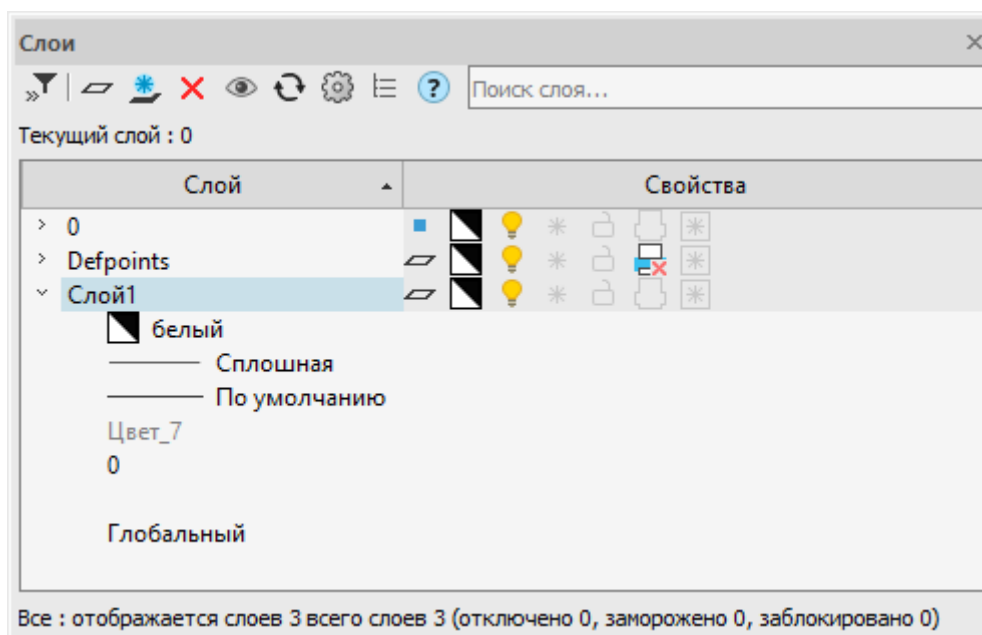 Слои
Поиск слоя...
Текущий слой : 0
Слой Свойства
0
Defpoints
Слой1
белый
Сплошная
По умолчанию
Цвет_7
0
Глобальный
Все : отображается слоев 3 всего слоев 3 (отключено 0, заморожено 0, заблокировано 0)